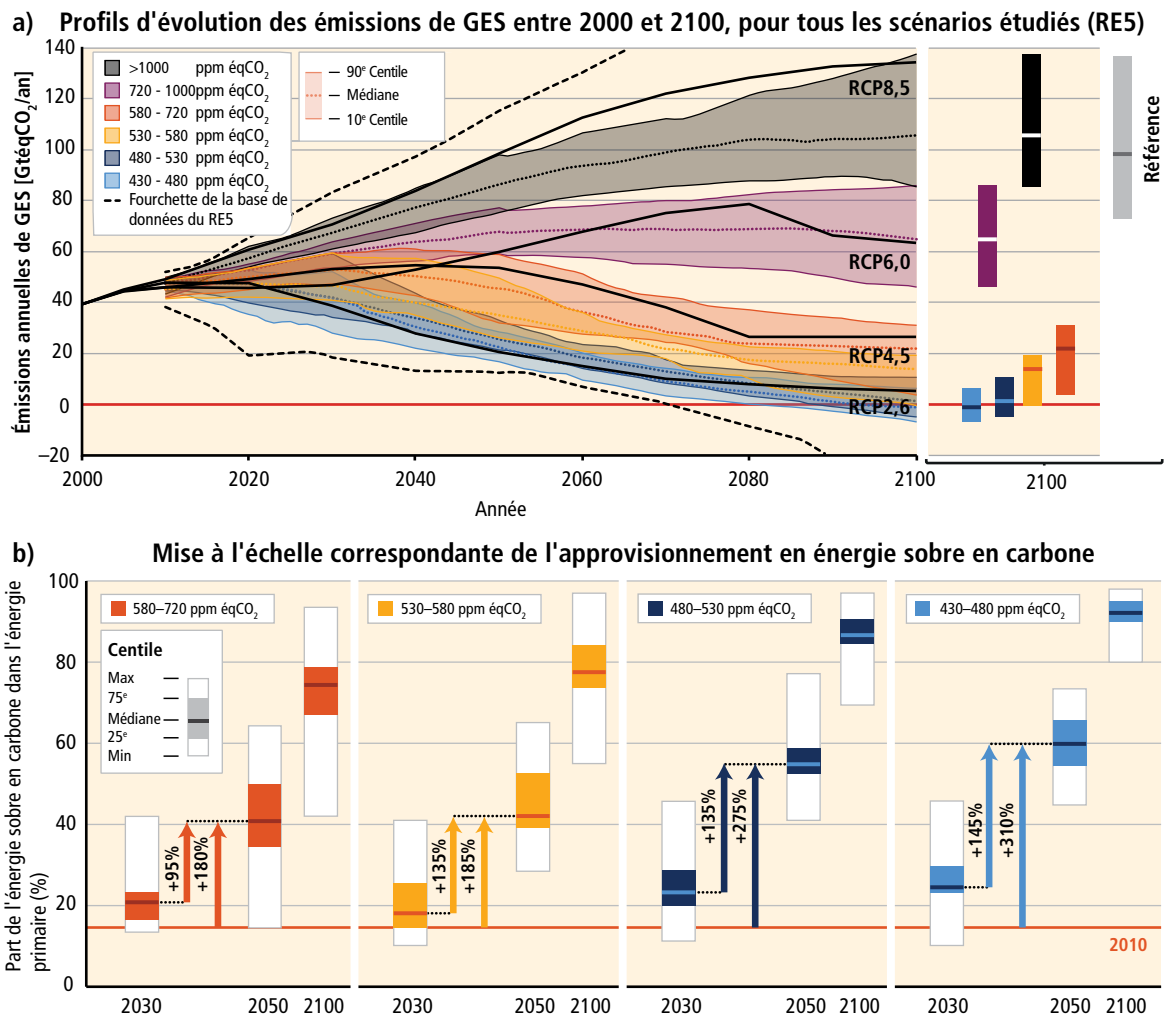 a) Profils d'évolution des émissions de GES entre 2000 et 2100, pour tous les scénarios étudiés (RE5)
Émissions annuelles de GES [GtéqCO2/an]
140
120
100
80
60
40
20
0
−20
>1000 ppm éqCO2
720 - 1000ppm éqCO2
580 - 720 ppm éqCO2
530 - 580 ppm éqCO2
480 - 530 ppm éqCO2
430 - 480 ppm éqCO2
Fourchette de la base de
données du RE5
90e Centile
Médiane
10e Centile
RCP8,5
RCP6,0
RCP4,5
RCP2,6
2000
2020
2040
2060
2080
2100
Année
2100
Référence
b) Mise à l'échelle correspondante de l'approvisionnement en énergie sobre en carbone
Part de l'énergie sobre en carbone dans l'énergie
primaire (%)
100
80
60
40
20
0
580–720 ppm éqCO2
Centile
Max
75e
Médiane
25e
Min
+95%
+180%
2030
2050
2100
530–580 ppm éqCO2
+135%
+185%
2030
2050
2100
480–530 ppm éqCO2
+135%
+275%
2030
2050
2100
430–480 ppm éqCO2
+145%
+310%
2010
2030
2050
2100